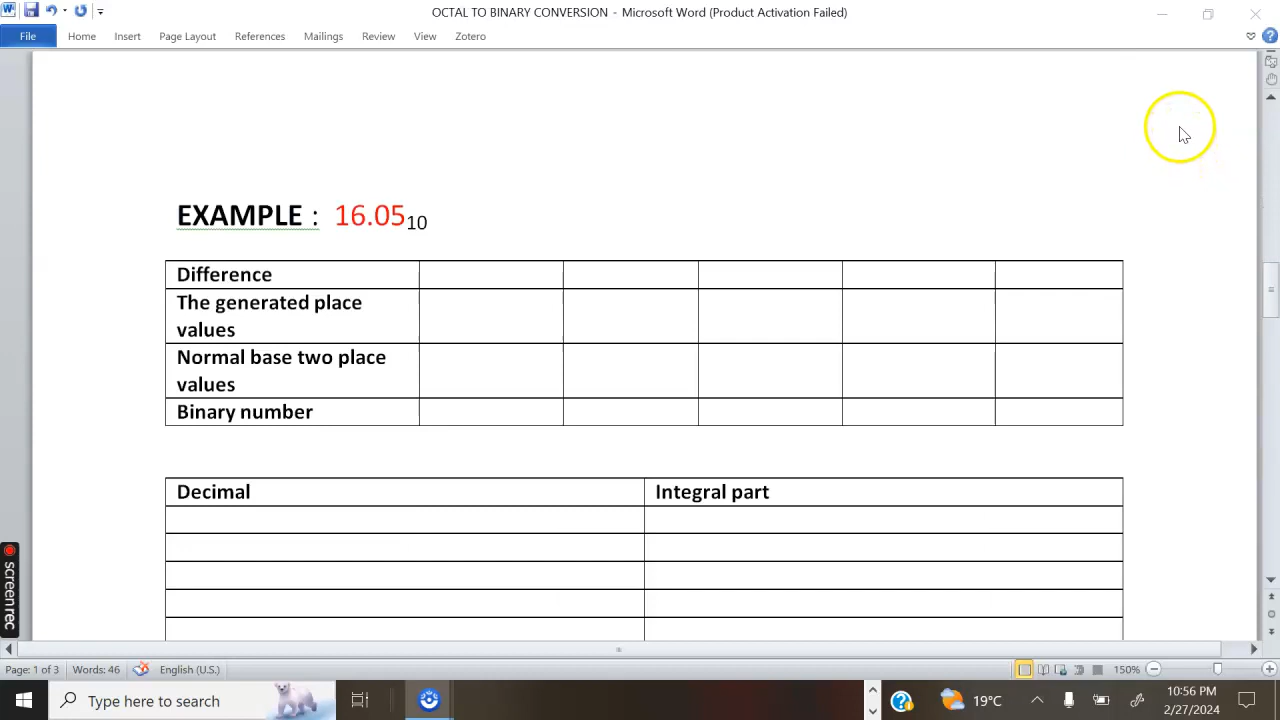 OCTAL TO BINARY CONVERSION - Microsoft Word (Product Activation Failed)
File Home Insert Page Layout References Mailings Review View Zotero
EXAMPLE : 16.05₁₀
Difference
The generated place
values
Normal base two place
values
Binary number
Decimal Integral part
screen rec
Page: 1 of 3 Words: 46 English (U.S.) 150%
Type here to search 19°C 10:56 PM
2/27/2024